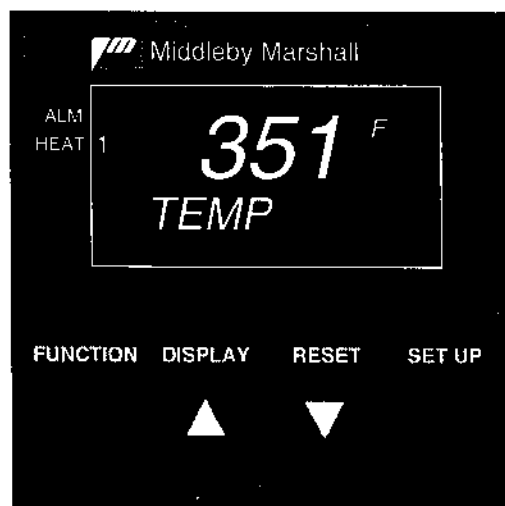 Middleby Marshall
ALM
HEAT 1
351 F
TEMP
FUNCTION DISPLAY RESET SET UP